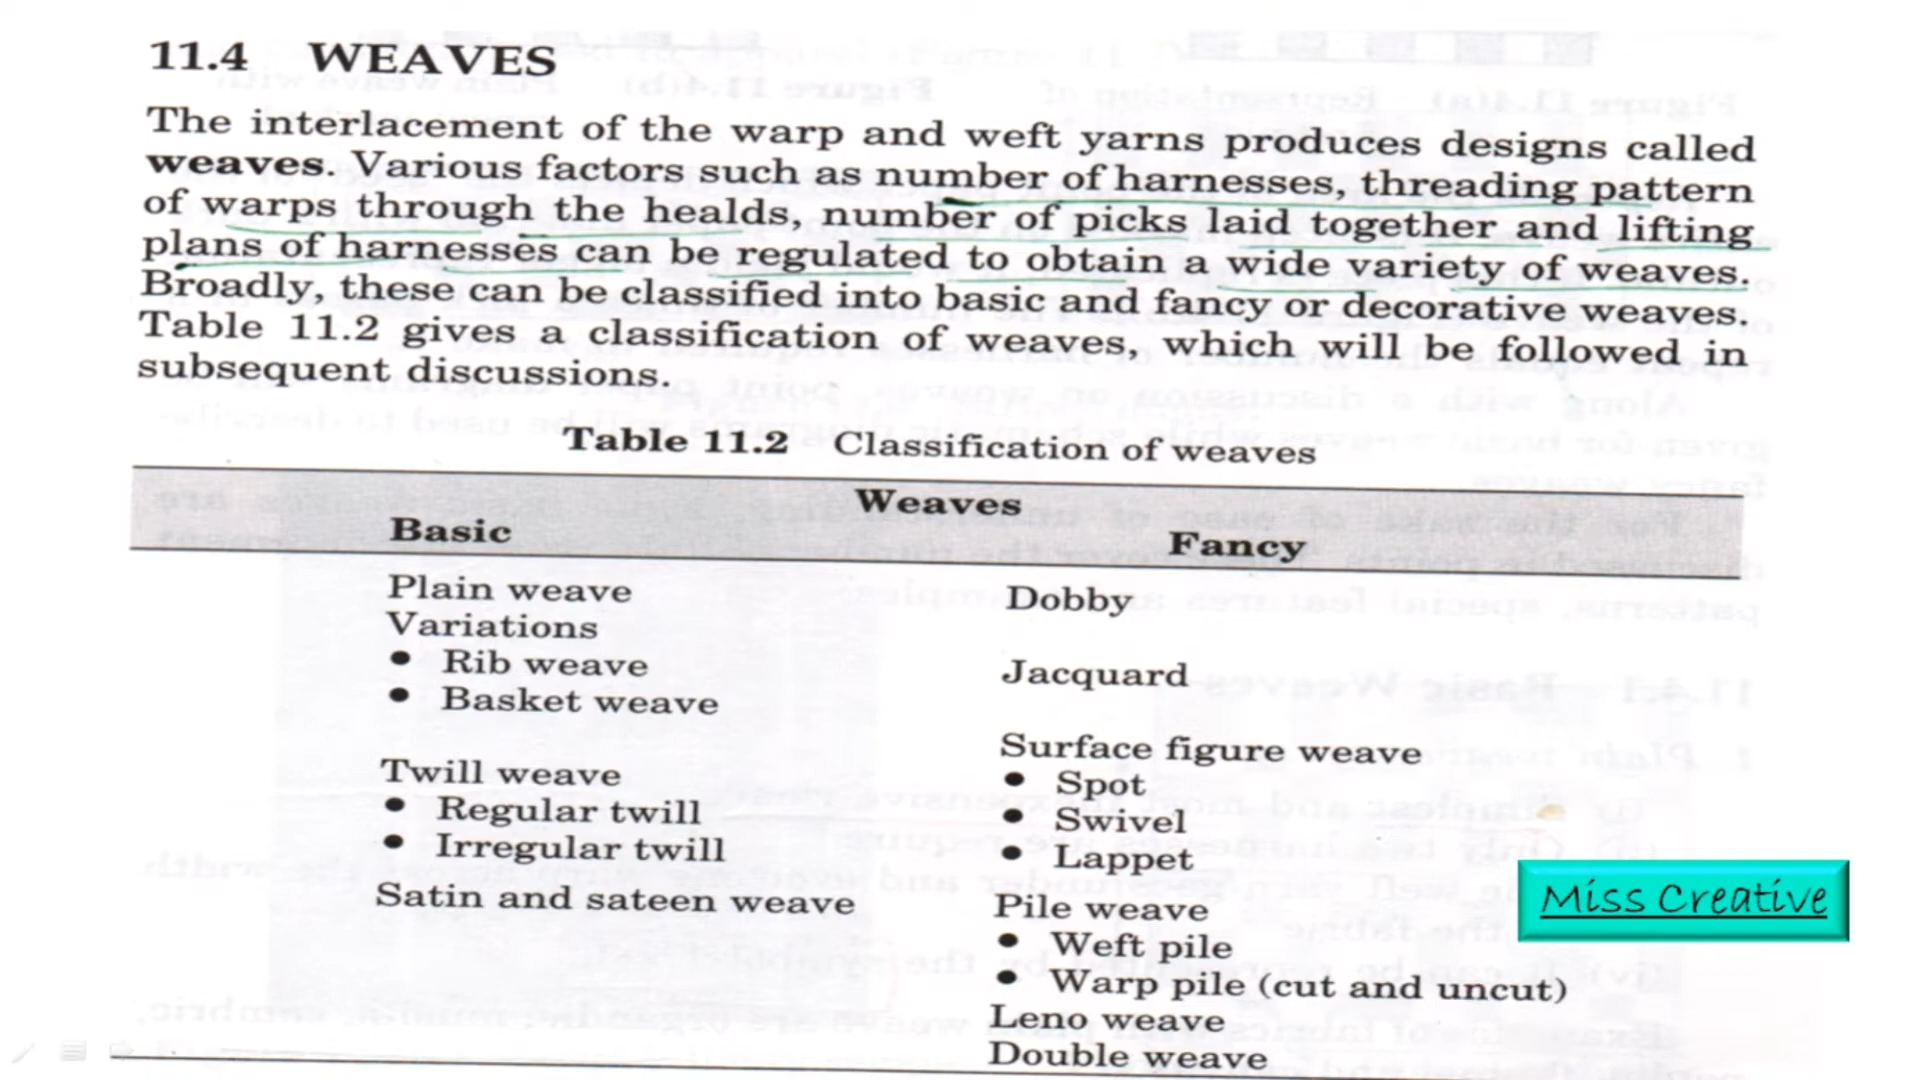 11.4 WEAVES
The interlacement of the warp and weft yarns produces designs called
weaves. Various factors such as number of harnesses, threading pattern
of warps through the healds, number of picks laid together and lifting
plans of harnesses can be regulated to obtain a wide variety of weaves.
Broadly, these can be classified into basic and fancy or decorative weaves.
Table 11.2 gives a classification of weaves, which will be followed in
subsequent discussions.
Table 11.2 Classification of weaves
Weaves
Basic
Fancy
Plain weave
Variations
• Rib weave
• Basket weave
Twill weave
• Regular twill
• Irregular twill
Satin and sateen weave
Dobby
Jacquard
Surface figure weave
• Spot
• Swivel
• Lappet
Pile weave
• Weft pile
• Warp pile (cut and uncut)
Leno weave
Double weave
Miss Creative